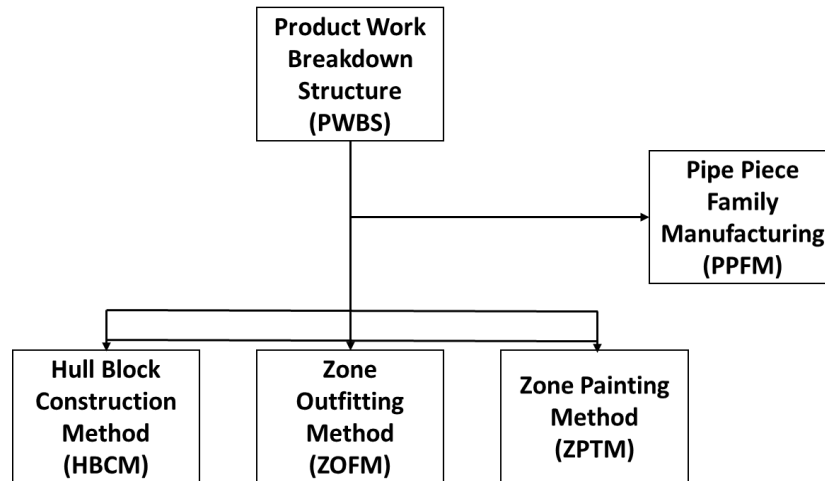 Product Work
Breakdown
Structure
(PWBS)
Pipe Piece
Family
Manufacturing
(PPFM)
Hull Block
Construction
Method
(HBCM)
Zone
Outfitting
Method
(ZOFM)
Zone Painting
Method
(ZPTM)